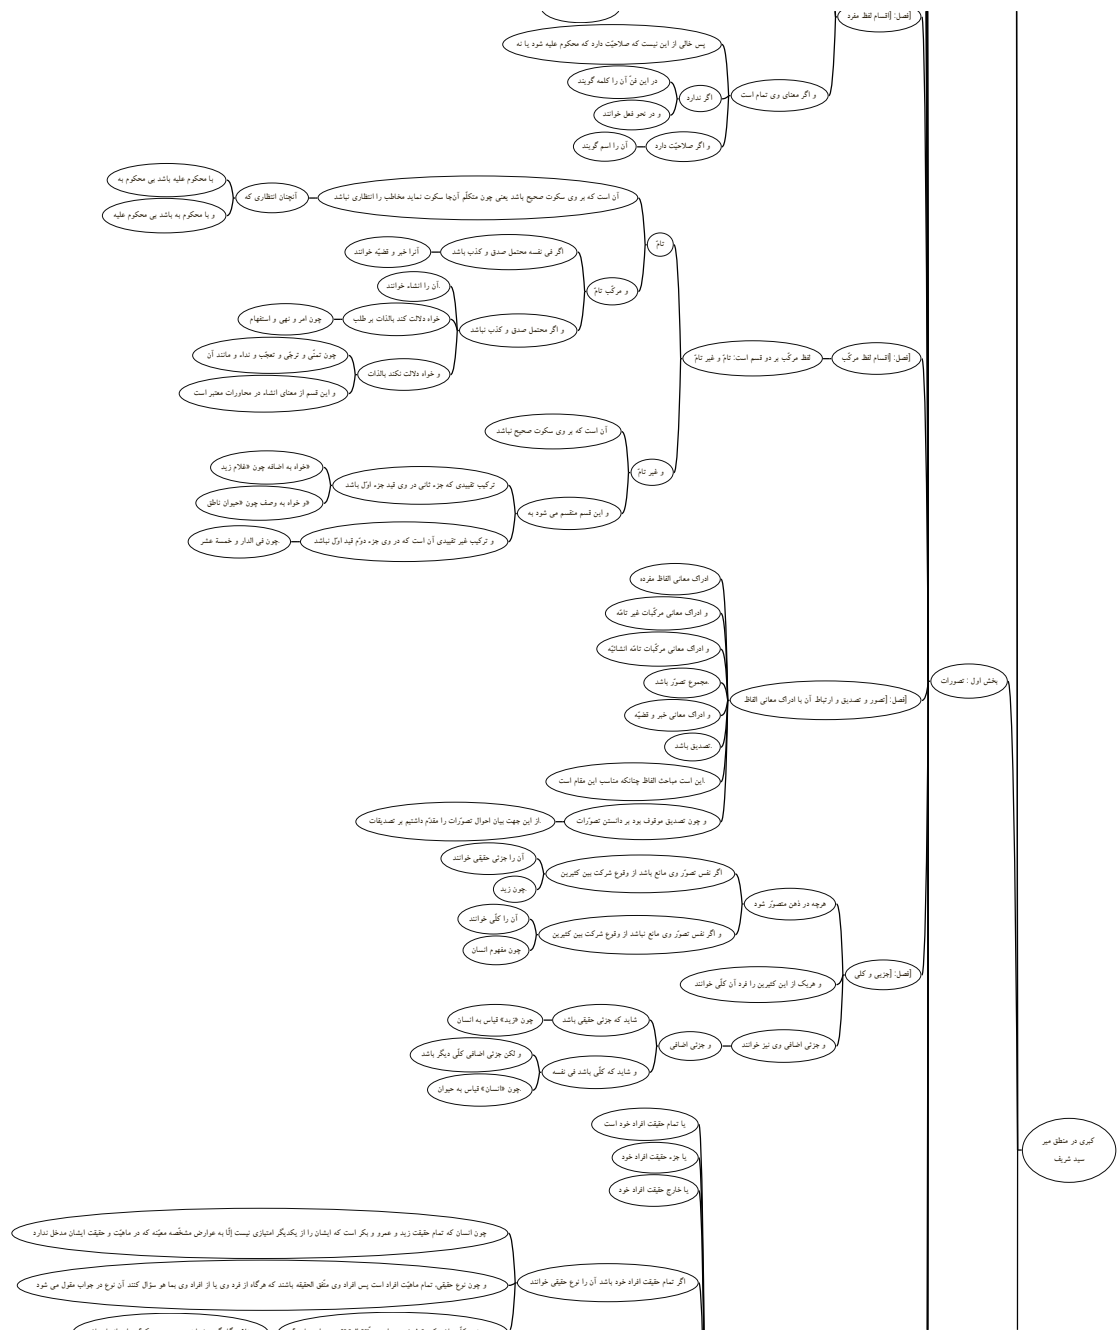 کبری در منطق میر
سید شریف
بخش اول : تصورات
[فصل: [اقسام لفظ مفرد
و اگر معنای وی تمام است
پس خالی از این نیست که صلاحیّت دارد که محکوم علیه شود یا نه
اگر ندارد
در این فنّ آن را کلمه گویند
و در نحو فعل خوانند
و اگر صلاحیّت دارد
آن را اسم گویند
[فصل: [اقسام لفظ مرکّب
لفظ مرکّب بر دو قسم است: تامّ و غیر تامّ
تامّ
آن است که بر وی سکوت صحیح باشد یعنی چون متکلّم آن‌جا سکوت نماید مخاطب را انتظاری نباشد
آنچنان انتظاری که
با محکوم علیه باشد بی محکوم به
و با محکوم به باشد بی محکوم علیه
و مرکّب تامّ
اگر فی نفسه محتمل صدق و کذب باشد
آنرا خبر و قضیّه خوانند
و اگر محتمل صدق و کذب نباشد
.آن را انشاء خوانند
خواه دلالت کند بالذات بر طلب
چون امر و نهی و استفهام
و خواه دلالت نکند بالذات
چون تمنّی و ترجّی و تعجّب و نداء و مانند آن
و این قسم از معنای انشاء در محاورات معتبر است
و غیر تامّ
آن است که بر وی سکوت صحیح نباشد
و این قسم منقسم می شود به
ترکیب تقییدی که جزء ثانی در وی قید جزء اوّل باشد
«خواه به اضافه چون «غلام زید
«و خواه به وصف چون «حیوان ناطق
و ترکیب غیر تقییدی آن است که در وی جزء دوّم قید اوّل نباشد
.چون فی الدار و خمسة عشر
[فصل: [تصور و تصدیق و ارتباط آن با ادراک معانی الفاظ
ادراک معانی الفاظ مفرده
و ادراک معانی مرکّبات غیر تامّه
و ادراک معانی مرکّبات تامّه انشائیّه
.مجموع تصوّر باشد
و ادراک معانی خبر و قضیّه
.تصدیق باشد
.این است مباحث الفاظ چنانکه مناسب این مقام است
و چون تصدیق موقوف بود بر دانستن تصوّرات
.از این جهت بیان احوال تصوّرات را مقدّم داشتیم بر تصدیقات
[فصل: [جزیی و کلی
هرچه در ذهن متصوّر شود
اگر نفس تصوّر وی مانع باشد از وقوع شرکت بین کثیرین
آن را جزئی حقیقی خوانند
.چون زید
و اگر نفس تصوّر وی مانع نباشد از وقوع شرکت بین کثیرین
آن را کلّی خوانند
چون مفهوم انسان
و هریک از این کثیرین را فرد آن کلّی خوانند
و جزئی اضافی وی نیز خوانند
و جزئی اضافی
شاید که جزئی حقیقی باشد
چون «زید» قیاس به انسان
و شاید که کلّی باشد فی نفسه
و لکن جزئی اضافی کلّی دیگر باشد
.چون «انسان» قیاس به حیوان
یا تمام حقیقت افراد خود است
یا جزء حقیقت افراد خود
یا خارج حقیقت افراد خود
اگر تمام حقیقت افراد خود باشد آن را نوع حقیقی خوانند
چون انسان که تمام حقیقت زید و عمرو و بکر است که ایشان را از یکدیگر امتیازی نیست إلّا به عوارض مشخّصه معیّنه که در ماهیّت و حقیقت ایشان مدخل ندارد
و چون نوع حقیقی، تمام ماهیّات افراد است پس افراد وی متّفق الحقیقه باشند که هرگاه از فرد وی یا از افراد وی بما هو سؤال کنند آن نوع در جواب مقول می شود